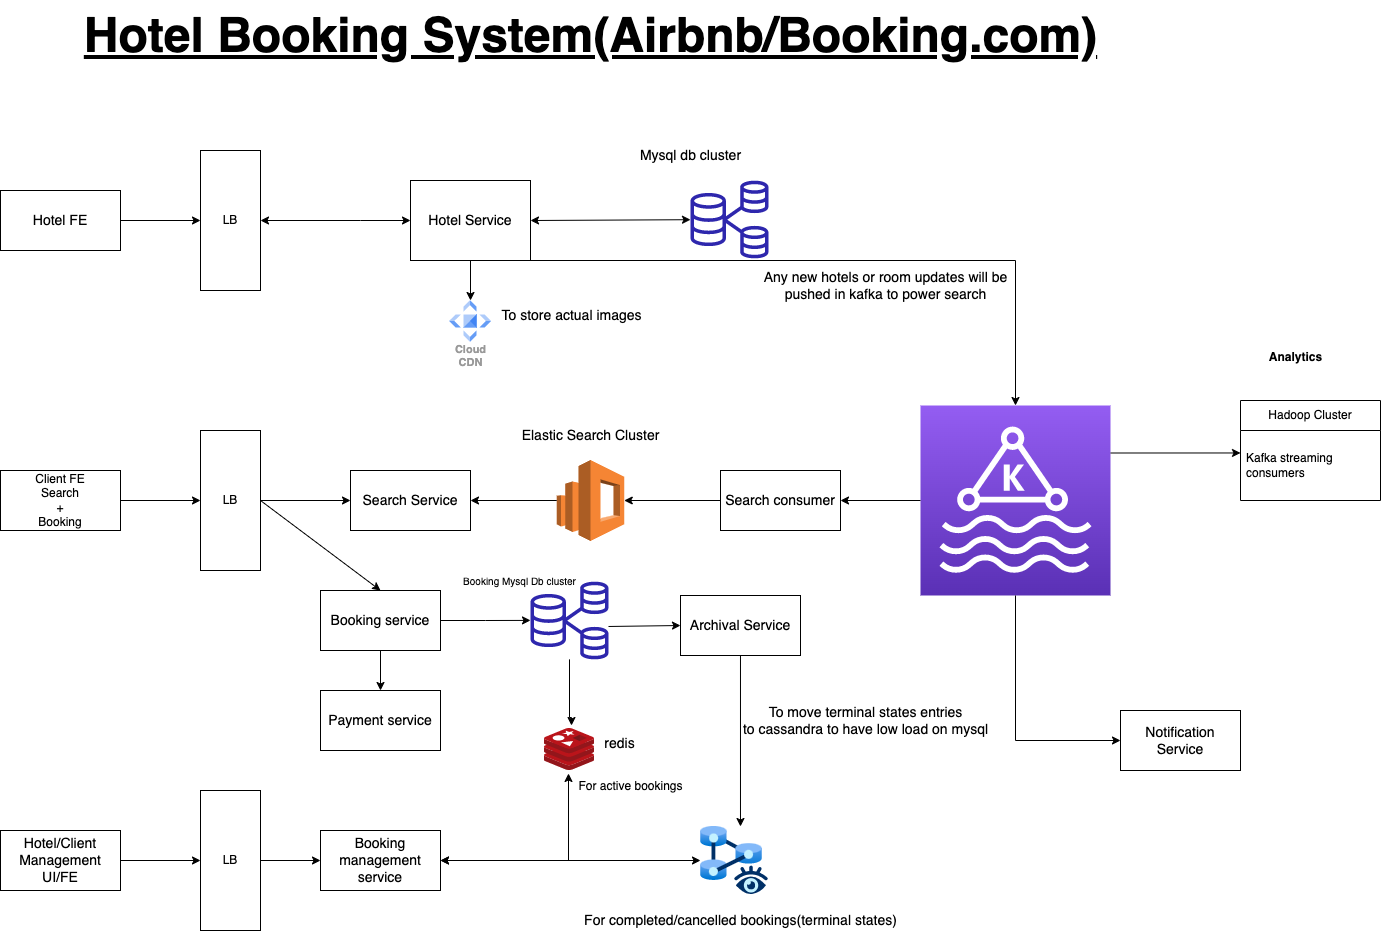 Hotel Booking System(Airbnb/Booking.com)
Mysql db cluster
Hotel FE
LB
Hotel Service
Any new hotels or room updates will be
pushed in kafka to power search
To store actual images
Cloud
CDN
Analytics
Hadoop Cluster
Kafka streaming
consumers
Elastic Search Cluster
Client FE
Search
+
Booking
LB
Search Service
Search consumer
K
Booking Mysql Db cluster
Booking service
Archival Service
Payment service
To move terminal states entries
to cassandra to have low load on mysql
redis
Notification
Service
For active bookings
Hotel/Client
Management
UI/FE
LB
Booking
management
service
For completed/cancelled bookings(terminal states)